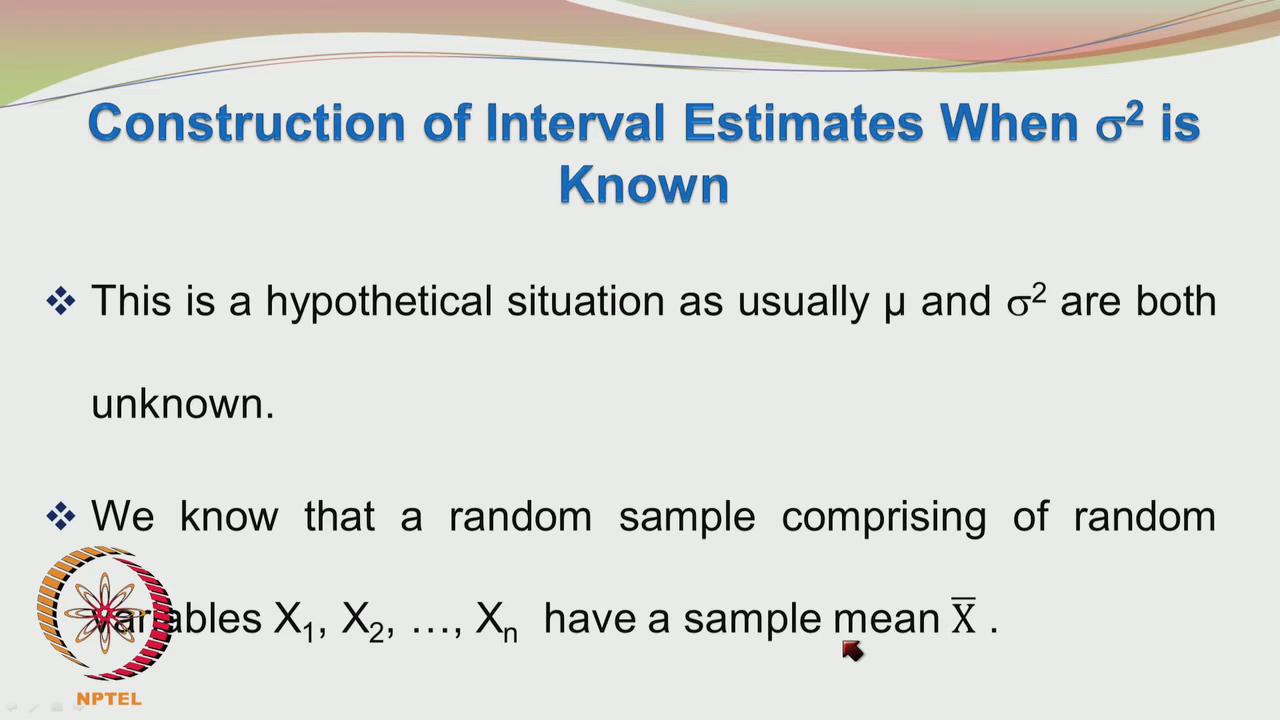 Construction of Interval Estimates When σ² is
Known
❖ This is a hypothetical situation as usually μ and σ² are both
unknown.
❖ We know that a random sample comprising of random
variables X₁, X₂, …, Xₙ have a sample mean X̅ .
NPTEL